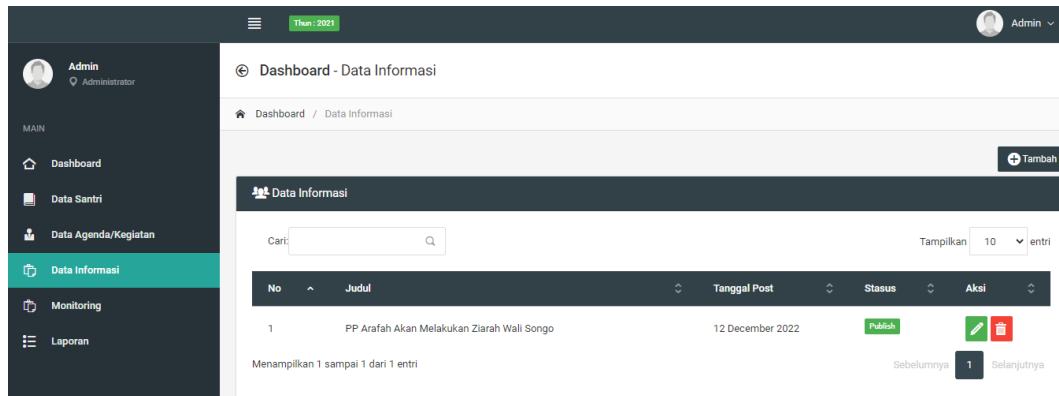 Thun : 2021
Admin
Admin
Administrator
Dashboard - Data Informasi
Dashboard / Data Informasi
MAIN
Dashboard
Data Santri
Data Agenda/Kegiatan
Data Informasi
Monitoring
Laporan
Tambah
Data Informasi
Cari:
Tampilkan 10 entri
No Judul Tanggal Post Stasus Aksi
1 PP Arafah Akan Melakukan Ziarah Wali Songo 12 December 2022 Publish
Menampilkan 1 sampai 1 dari 1 entri
Sebelumnya 1 Selanjutnya